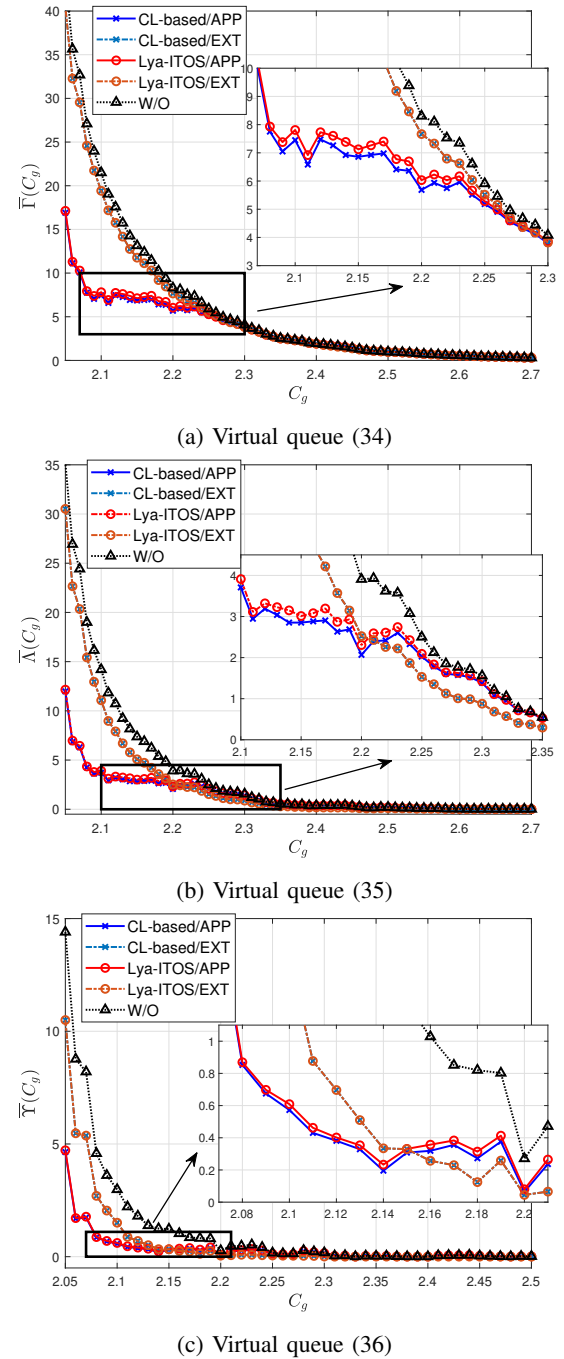 CL-based/APP
CL-based/EXT
Lya-ITOS/APP
Lya-ITOS/EXT
W/O
40
35
30
25
20
15
10
5
0
$\overline{\Gamma}(C_g)$
10
9
8
7
6
5
4
3
2.1 2.15 2.2 2.25 2.3
2.1 2.2 2.3 2.4 2.5 2.6 2.7
$C_g$
(a) Virtual queue (34)
CL-based/APP
CL-based/EXT
Lya-ITOS/APP
Lya-ITOS/EXT
W/O
35
30
25
20
15
10
5
0
$\overline{\Lambda}(C_g)$
4
3
2
1
0
2.1 2.15 2.2 2.25 2.3 2.35
2.1 2.2 2.3 2.4 2.5 2.6 2.7
$C_g$
(b) Virtual queue (35)
CL-based/APP
CL-based/EXT
Lya-ITOS/APP
Lya-ITOS/EXT
W/O
15
10
5
0
$\overline{\Upsilon}(C_g)$
1
0.8
0.6
0.4
0.2
0
2.08 2.1 2.12 2.14 2.16 2.18 2.2
2.05 2.1 2.15 2.2 2.25 2.3 2.35 2.4 2.45 2.5
$C_g$
(c) Virtual queue (36)